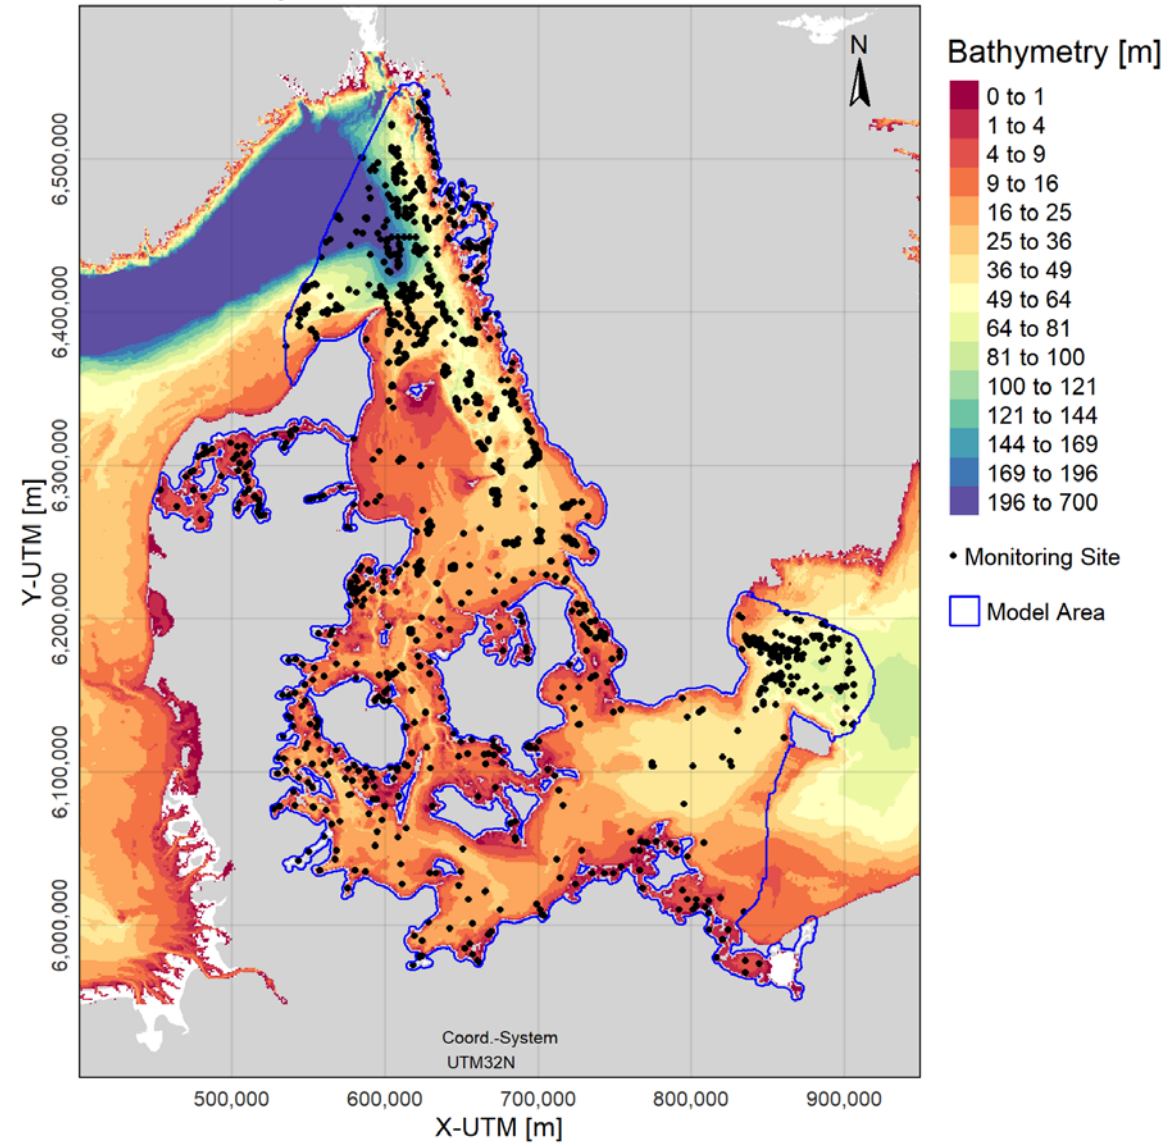 N
Bathymetry [m]
0 to 1
1 to 4
4 to 9
9 to 16
16 to 25
25 to 36
36 to 49
49 to 64
64 to 81
81 to 100
100 to 121
121 to 144
144 to 169
169 to 196
196 to 700
Monitoring Site
Model Area
Y-UTM [m]
6,500,000
6,400,000
6,300,000
6,200,000
6,100,000
6,000,000
Coord.-System
UTM32N
500,000 600,000 700,000 800,000 900,000
X-UTM [m]